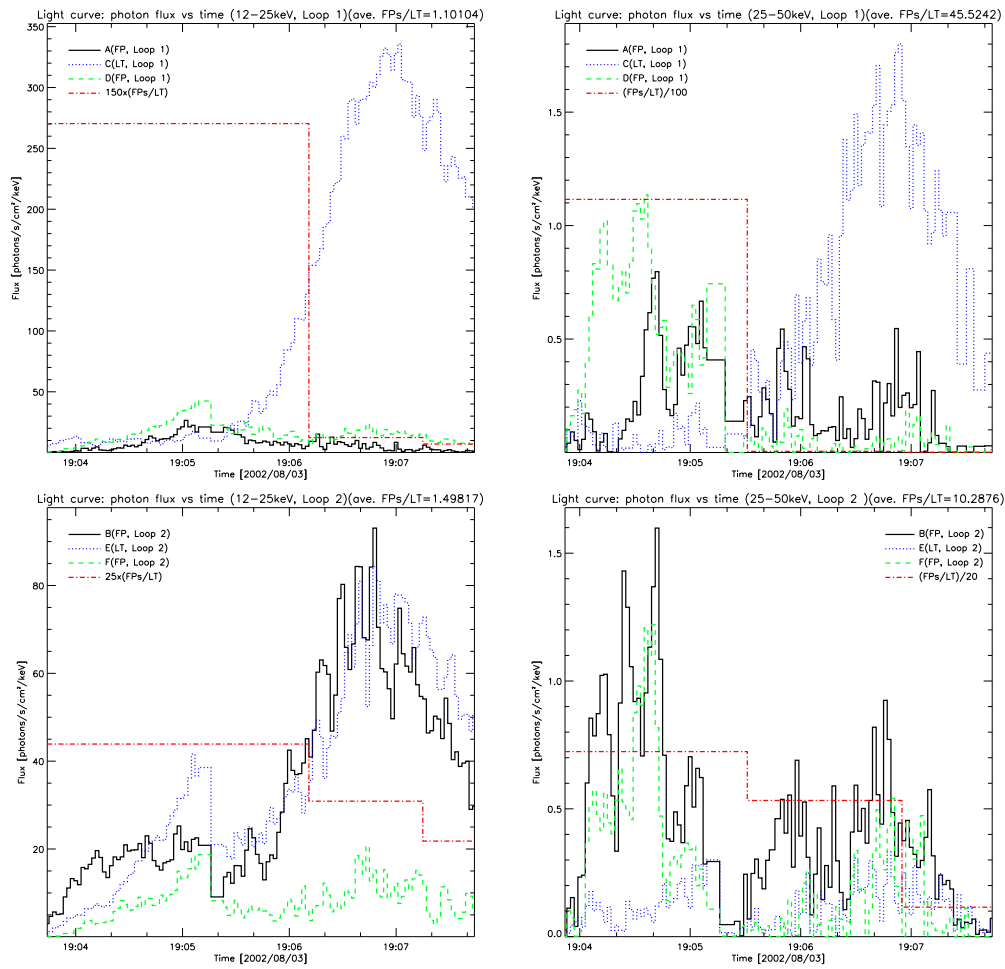 Light curve: photon flux vs time (12-25keV, Loop 1)(ave. FPs/LT=1.10104)
350
300
250
200
150
100
50
Flux [photons/s/cm²/keV]
A(FP, Loop 1)
C(LT, Loop 1)
D(FP, Loop 1)
150x(FPs/LT)
19:04 19:05 19:06 19:07
Time [2002/08/03]
Light curve: photon flux vs time (25-50keV, Loop 1)(ave. FPs/LT=45.5242)
1.5
1.0
0.5
Flux [photons/s/cm²/keV]
A(FP, Loop 1)
C(LT, Loop 1)
D(FP, Loop 1)
(FPs/LT)/100
19:04 19:05 19:06 19:07
Time [2002/08/03]
Light curve: photon flux vs time (12-25keV, Loop 2)(ave. FPs/LT=1.49817)
80
60
40
20
Flux [photons/s/cm²/keV]
B(FP, Loop 2)
E(LT, Loop 2)
F(FP, Loop 2)
25x(FPs/LT)
19:04 19:05 19:06 19:07
Time [2002/08/03]
Light curve: photon flux vs time (25-50keV, Loop 2 )(ave. FPs/LT=10.2876)
1.5
1.0
0.5
0.0
Flux [photons/s/cm²/keV]
B(FP, Loop 2)
E(LT, Loop 2)
F(FP, Loop 2)
(FPs/LT)/20
19:04 19:05 19:06 19:07
Time [2002/08/03]